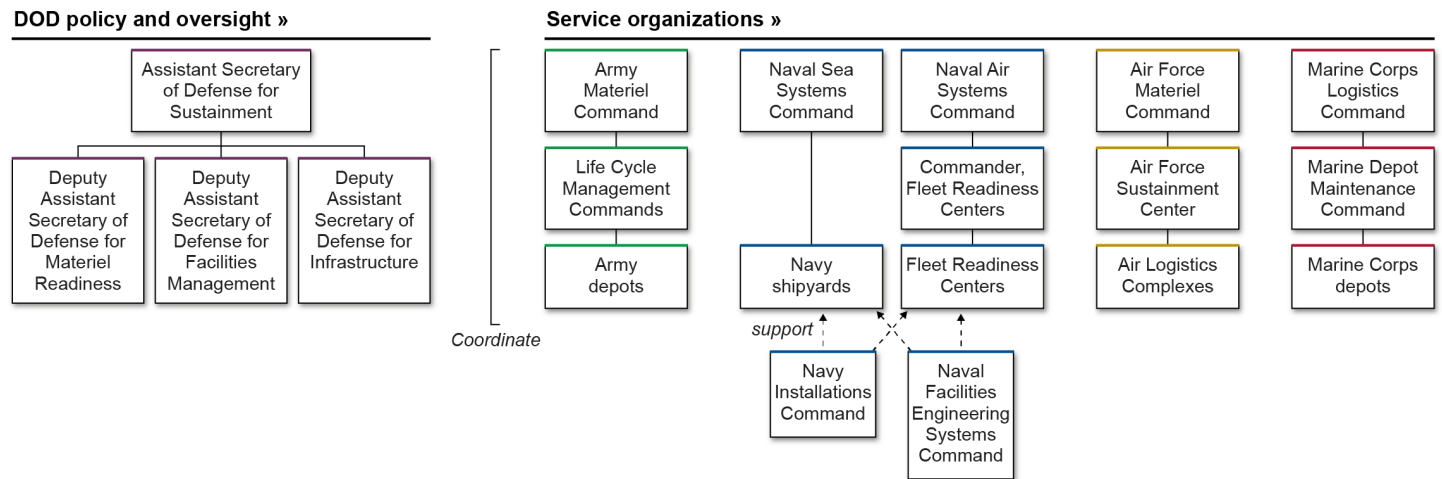 DOD policy and oversight »
Assistant Secretary
of Defense for
Sustainment
Deputy
Assistant
Secretary of
Defense for
Materiel
Readiness
Deputy
Assistant
Secretary of
Defense for
Facilities
Management
Deputy
Assistant
Secretary of
Defense for
Infrastructure
Coordinate
Service organizations »
Army
Materiel
Command
Life Cycle
Management
Commands
Army
depots
Naval Sea
Systems
Command
Navy
shipyards
Naval Air
Systems
Command
Commander,
Fleet Readiness
Centers
Fleet Readiness
Centers
support
Navy
Installations
Command
Naval
Facilities
Engineering
Systems
Command
Air Force
Materiel
Command
Air Force
Sustainment
Center
Air Logistics
Complexes
Marine Corps
Logistics
Command
Marine Depot
Maintenance
Command
Marine Corps
depots